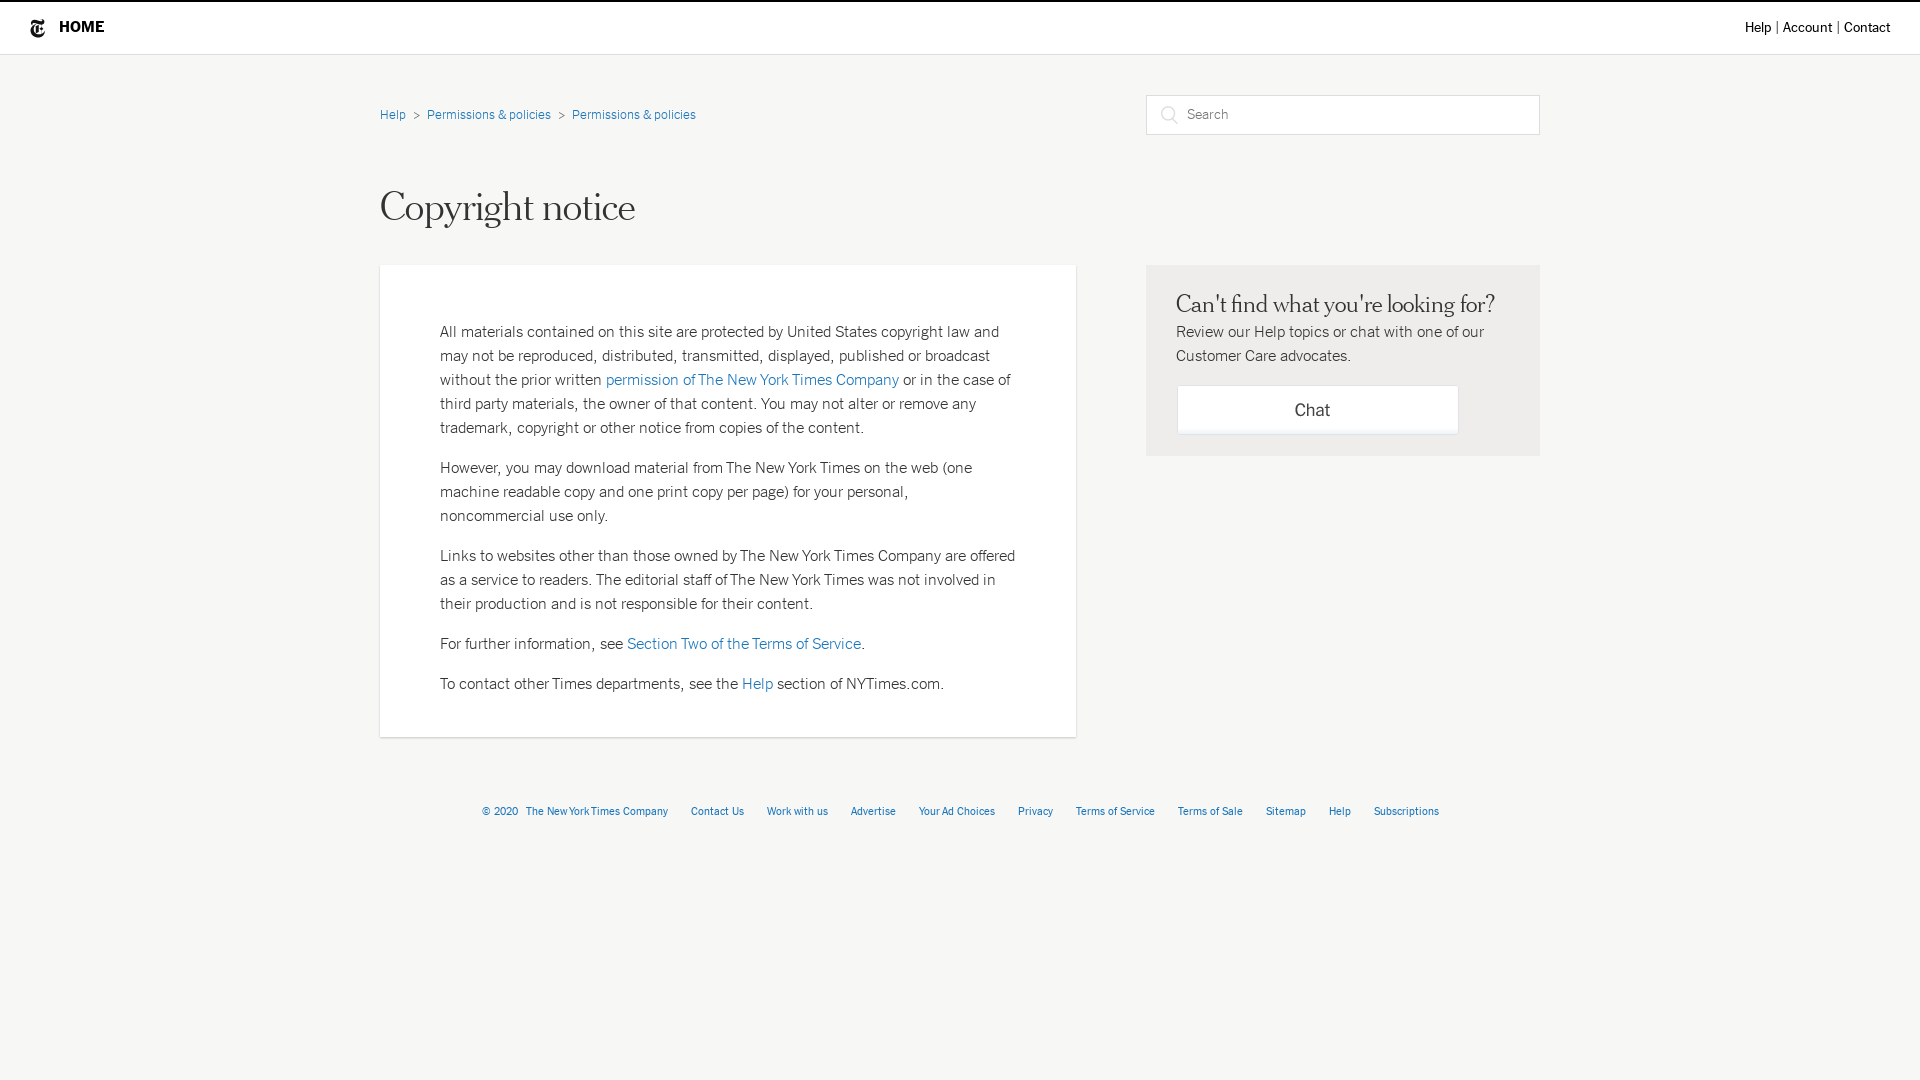 HOME
Help | Account | Contact
Help > Permissions & policies > Permissions & policies
Search
Copyright notice
All materials contained on this site are protected by United States copyright law and
may not be reproduced, distributed, transmitted, displayed, published or broadcast
without the prior written permission of The New York Times Company or in the case of
third party materials, the owner of that content. You may not alter or remove any
trademark, copyright or other notice from copies of the content.
However, you may download material from The New York Times on the web (one
machine readable copy and one print copy per page) for your personal,
noncommercial use only.
Links to websites other than those owned by The New York Times Company are offered
as a service to readers. The editorial staff of The New York Times was not involved in
their production and is not responsible for their content.
For further information, see Section Two of the Terms of Service.
To contact other Times departments, see the Help section of NYTimes.com.
Can't find what you're looking for?
Review our Help topics or chat with one of our
Customer Care advocates.
Chat
© 2020 The New York Times Company Contact Us Work with us Advertise Your Ad Choices Privacy Terms of Service Terms of Sale Sitemap Help Subscriptions